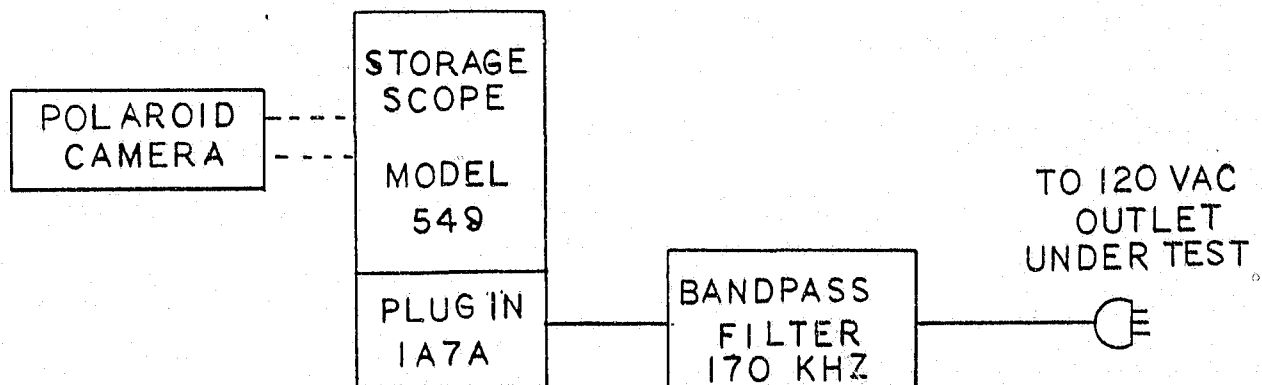 POLAROID
CAMERA
STORAGE
SCOPE
MODEL
549
PLUG IN
1A7A
BANDPASS
FILTER
170 KHZ
TO 120 VAC
OUTLET
UNDER TEST